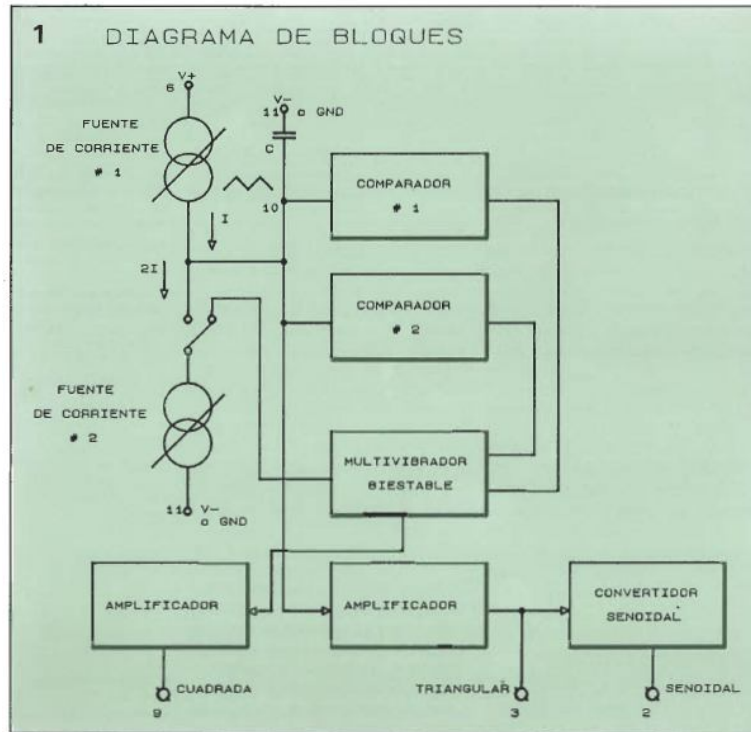 1 DIAGRAMA DE BLOQUES
V+
6
FUENTE
DE CORRIENTE
# 1
V-
11 o GND
C
10
I
2I
COMPARADOR
# 1
COMPARADOR
# 2
FUENTE
DE CORRIENTE
# 2
11 V-
o GND
MULTIVIBRADOR
BIESTABLE
AMPLIFICADOR
AMPLIFICADOR
CONVERTIDOR
SENOIDAL
CUADRADA
9
TRIANGULAR
3
SENOIDAL
2